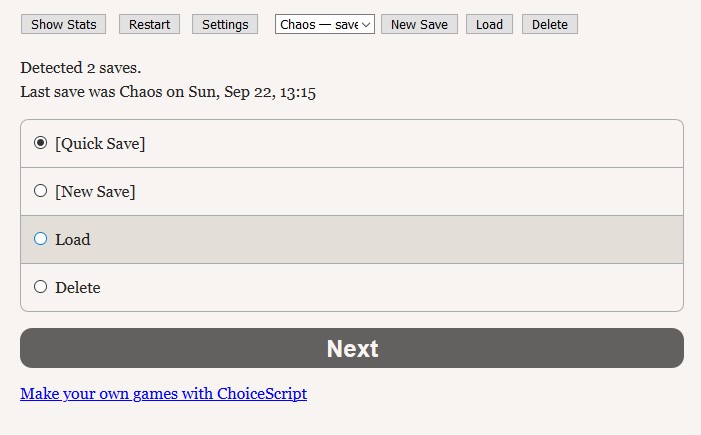 Show Stats Restart Settings Chaos — save New Save Load Delete
Detected 2 saves.
Last save was Chaos on Sun, Sep 22, 13:15
[Quick Save]
[New Save]
Load
Delete
Next
Make your own games with ChoiceScript